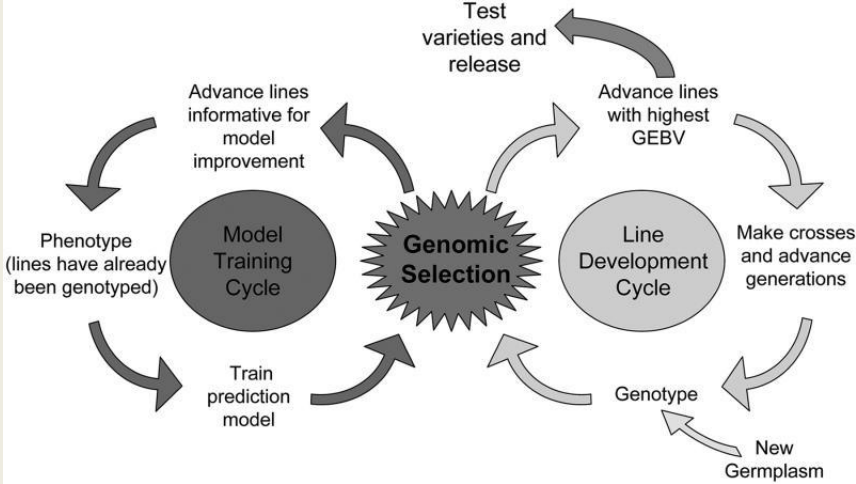 Test
varieties and
release
Advance lines
informative for
model
improvement
Advance lines
with highest
GEBV
Phenotype
(lines have already
been genotyped)
Model
Training
Cycle
Genomic
Selection
Line
Development
Cycle
Make crosses
and advance
generations
Train
prediction
model
Genotype
New
Germplasm